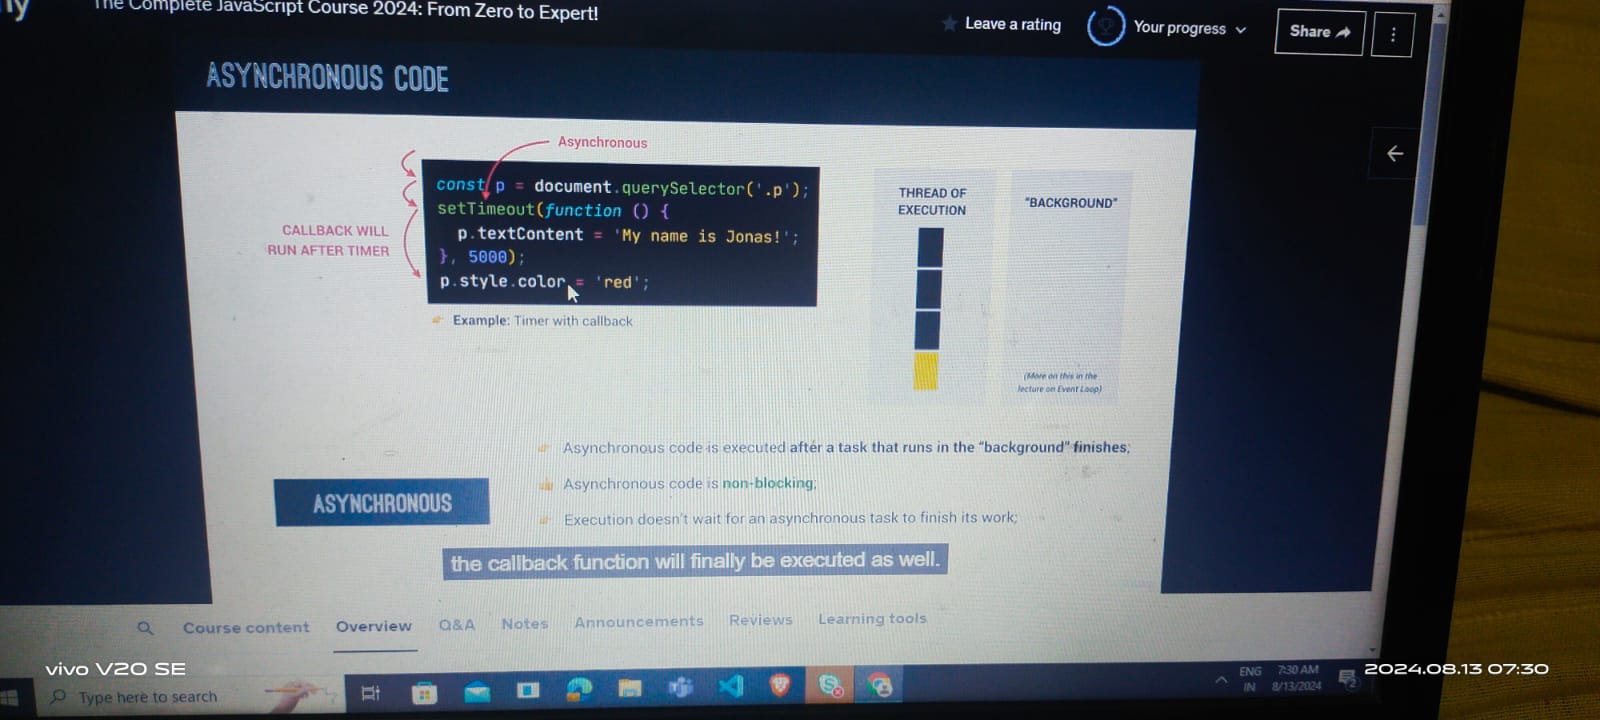 The Complete JavaScript Course 2024: From Zero to Expert!
Leave a rating
Your progress
Share
ASYNCHRONOUS CODE
Asynchronous
const p = document.querySelector('.p');
setTimeout(function () {
p.textContent = 'My name is Jonas!';
}, 5000);
p.style.color = 'red';
CALLBACK WILL
RUN AFTER TIMER
Example: Timer with callback
THREAD OF
EXECUTION
"BACKGROUND"
(More on this in the
lecture on Event Loop)
Asynchronous code is executed after a task that runs in the "background" finishes;
Asynchronous code is non-blocking;
Execution doesn't wait for an asynchronous task to finish its work;
ASYNCHRONOUS
the callback function will finally be executed as well.
Course content
Overview
Q&A
Notes
Announcements
Reviews
Learning tools
vivo V20 SE
Type here to search
ENG
IN
7:30 AM
8/13/2024
2
2024.08.13 07:30